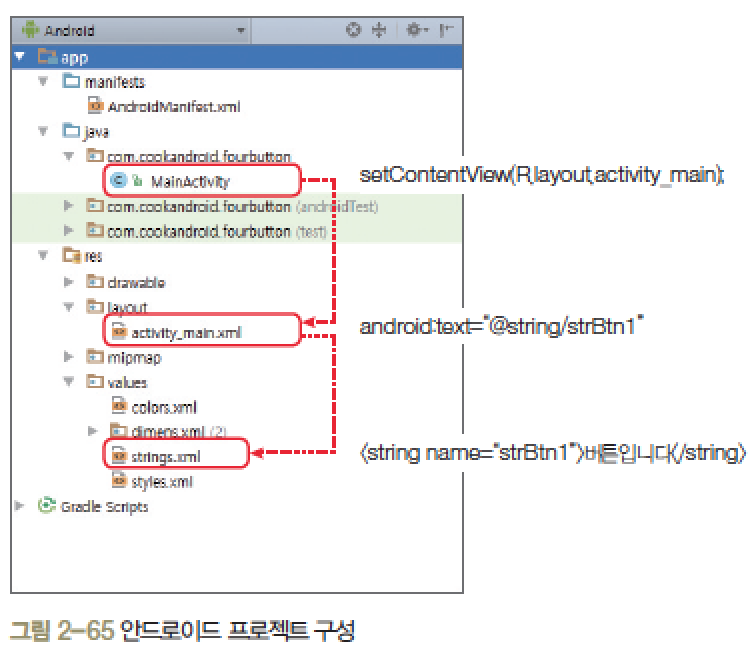 Android
app
manifests
AndroidManifest.xml
java
com.cookandroid.fourbutton
MainActivity
setContentView(R.layout.activity_main);
com.cookandroid.fourbutton (androidTest)
com.cookandroid.fourbutton (test)
res
drawable
layout
activity_main.xml
android:text="@string/strBtn1"
mipmap
values
colors.xml
dimens.xml (2)
strings.xml
<string name="strBtn1">버튼입니다</string>
styles.xml
Gradle Scripts
그림 2-65 안드로이드 프로젝트 구성